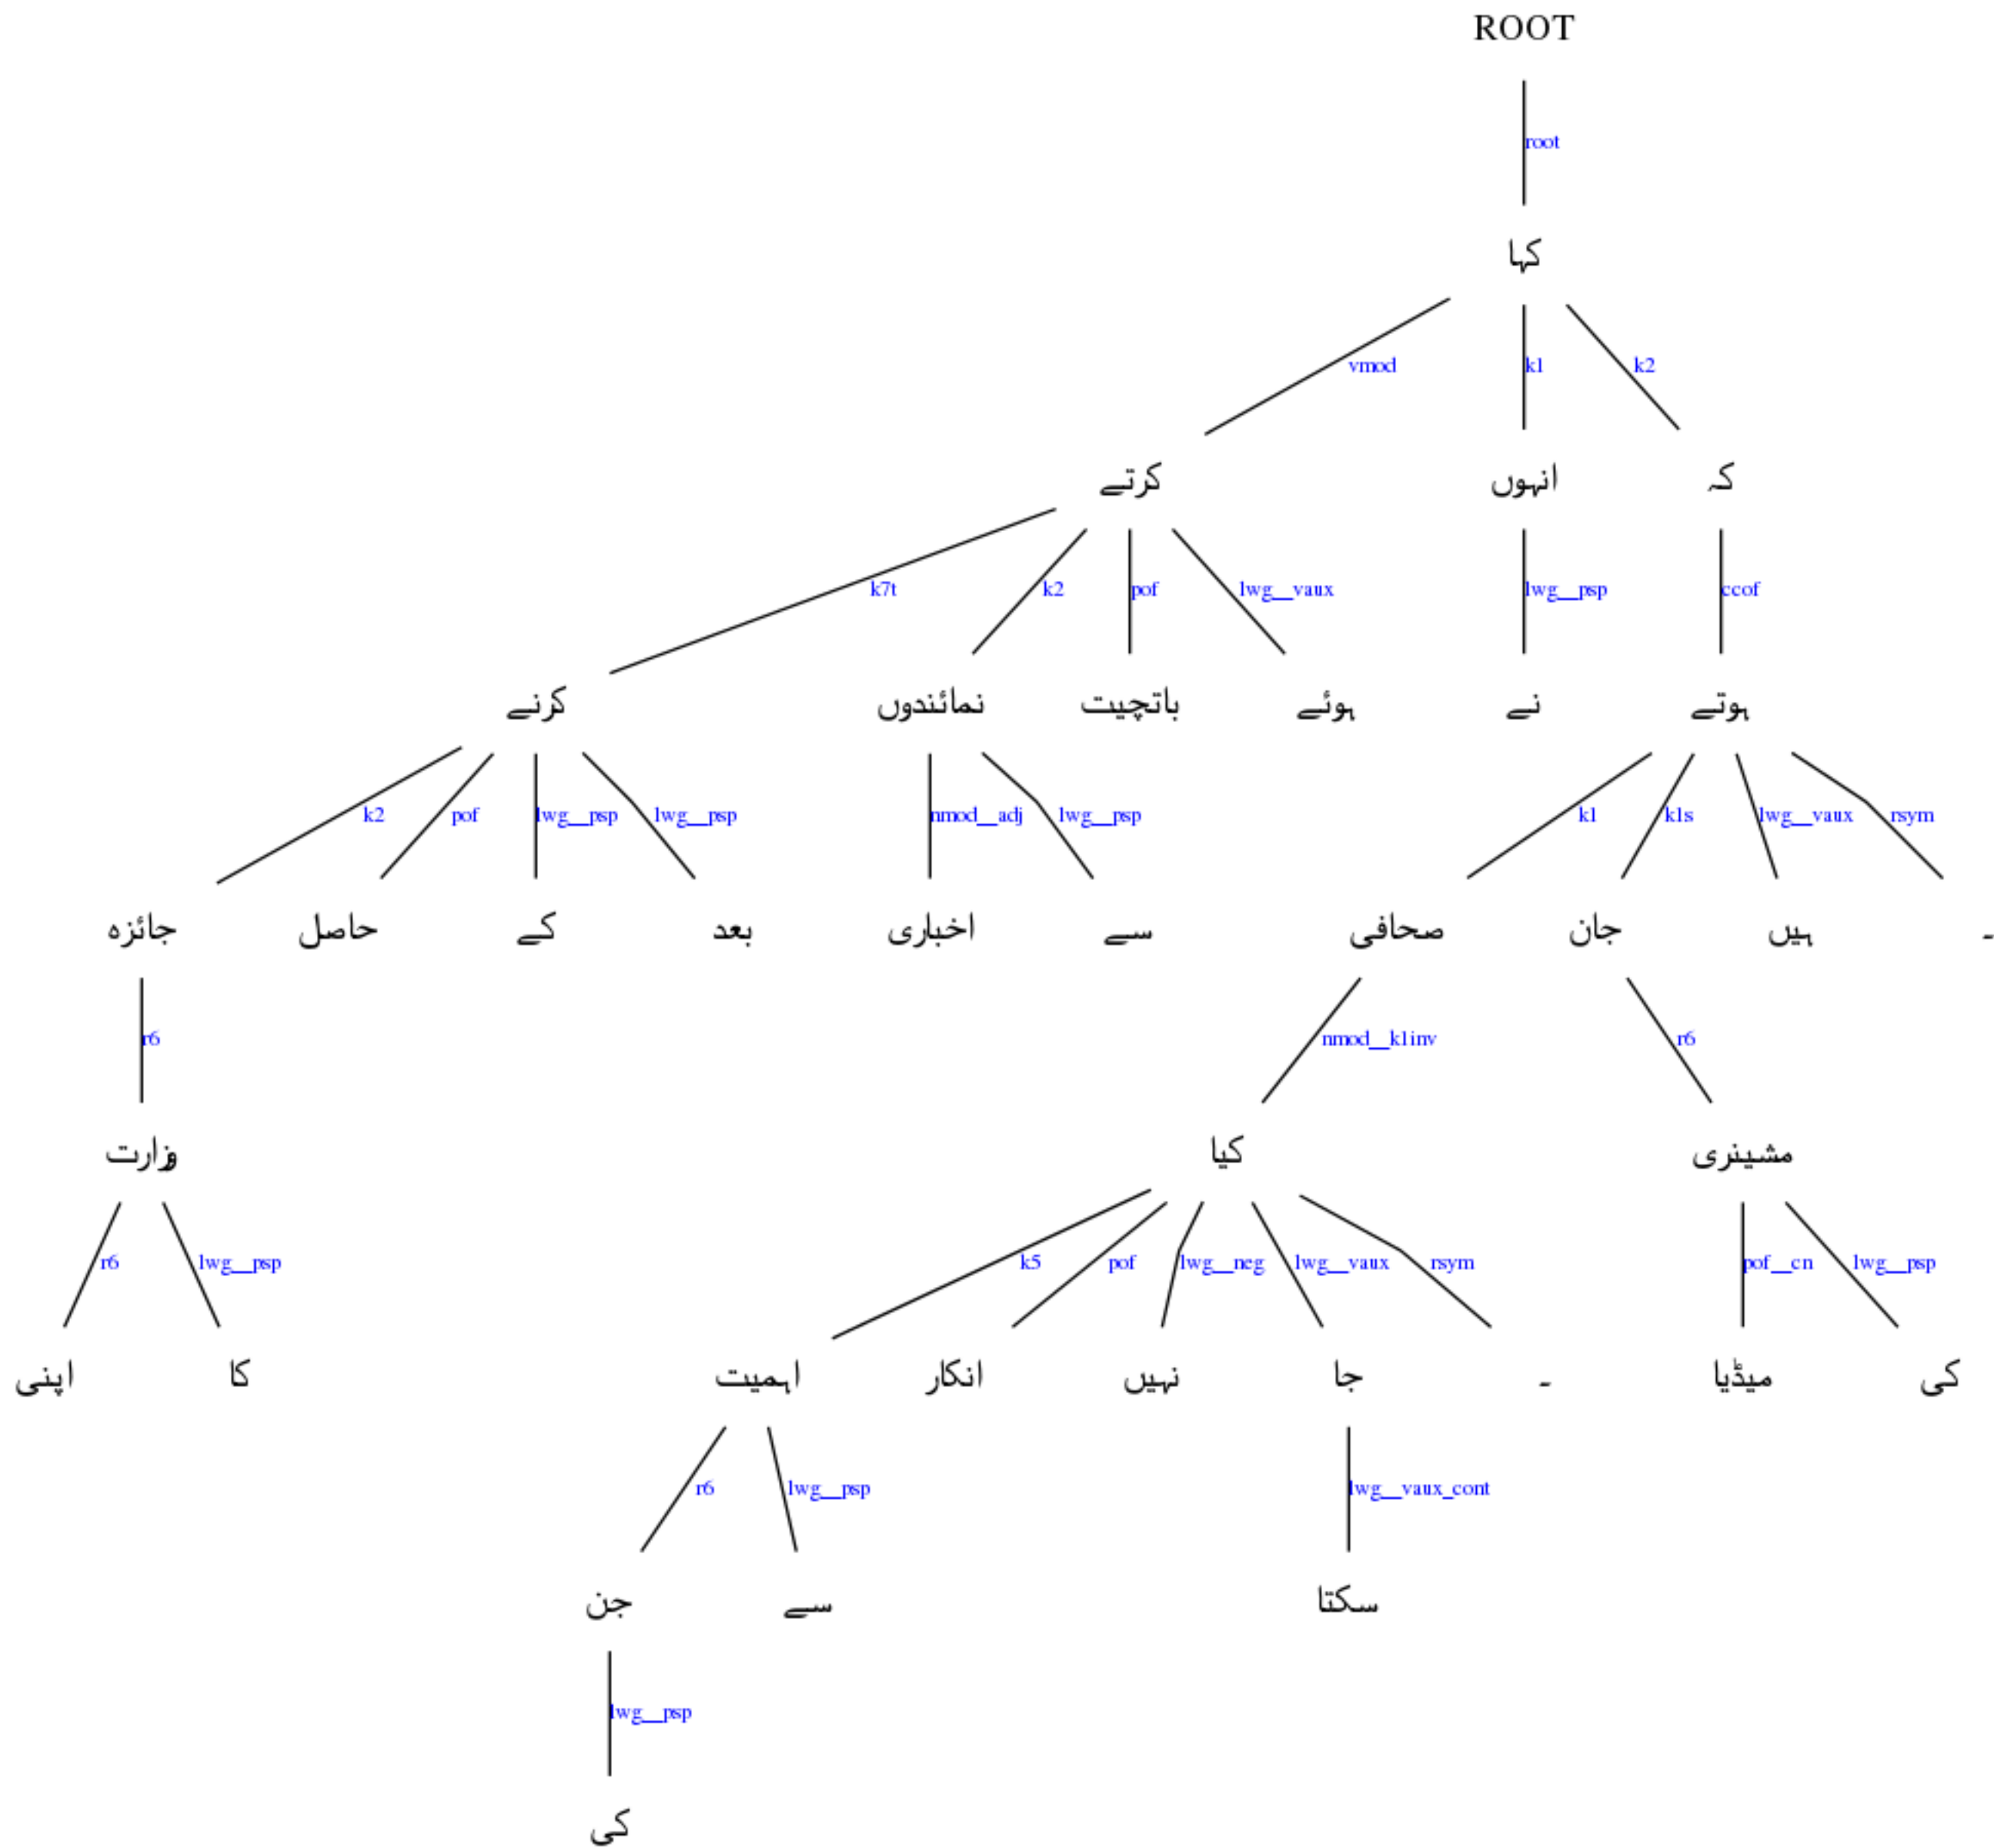 ROOT
root
کہا
vmod k1 k2
کرتے انہوں کہ
k7t k2 pof lwg__vaux lwg__psp ccof
کرنے نمائندوں باتچیت ہوئے نے ہوتے
k2 pof lwg__psp lwg__psp nmod__adj lwg__psp k1 k1s lwg__vaux rsym
جائزہ حاصل کے بعد اخباری سے صحافی جان ہیں ۔
r6 nmod__k1inv r6
وزارت کیا مشینری
r6 lwg__psp k5 pof lwg__neg lwg__vaux rsym pof__cn lwg__psp
اپنی کا اہمیت انکار نہیں جا ۔ میڈیا کی
r6 lwg__psp lwg__vaux_cont
جن سے سکتا
lwg__psp
کی